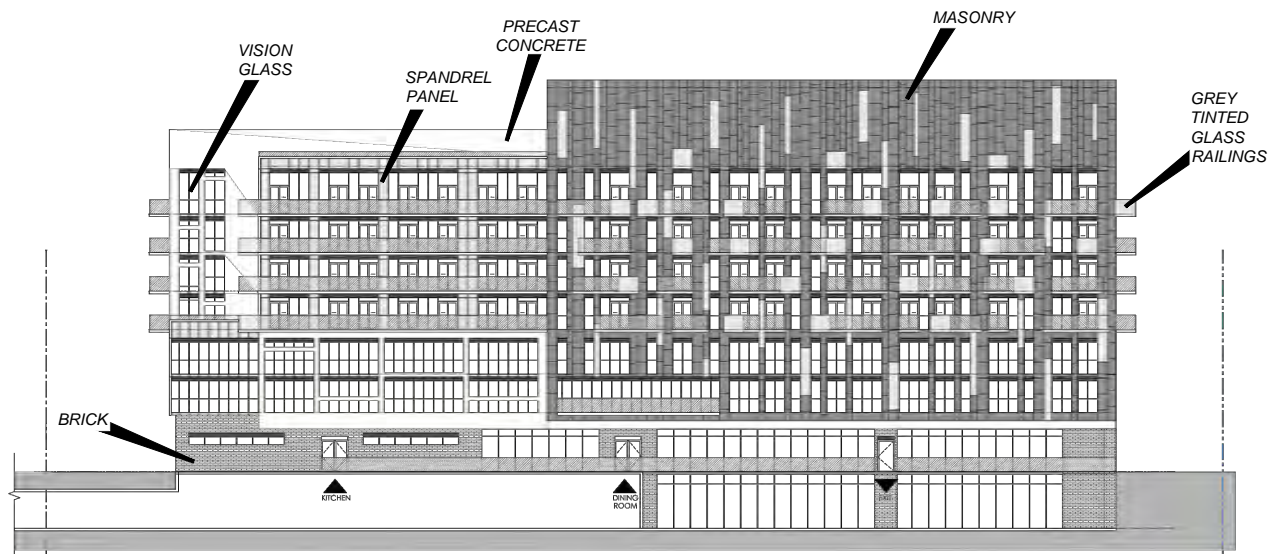 MASONRY
PRECAST
CONCRETE
VISION
GLASS
SPANDREL
PANEL
GREY
TINTED
GLASS
RAILINGS
BRICK
KITCHEN
DINING
ROOM